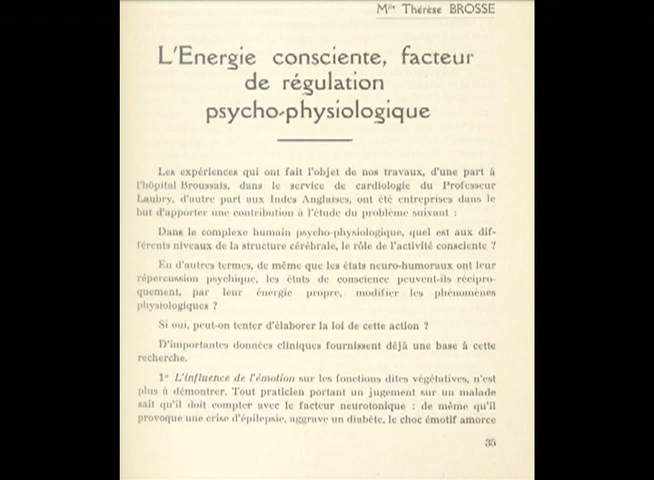 Mlle Thérèse BROSSE
L'Energie consciente, facteur
de régulation
psycho-physiologique
Les expériences qui ont fait l'objet de nos travaux, d'une part à
l'hôpital Broussais, dans le service de cardiologie du Professeur
Laubry, d'autre part aux Indes Anglaises, ont été entreprises dans le
but d'apporter une contribution à l'étude du problème suivant :
Dans le complexe humain psycho-physiologique, quel est aux dif-
férents niveaux de la structure cérébrale, le rôle de l'activité consciente ?
En d'autres termes, de même que les états neuro-humoraux ont leur
répercussion psychique, les états de conscience peuvent-ils récipro-
quement, par leur énergie propre, modifier les phénomènes
physiologiques ?
Si oui, peut-on tenter d'élaborer la loi de cette action ?
D'importantes données cliniques fournissent déjà une base à cette
recherche.
1° L'influence de l'émotion sur les fonctions dites végétatives, n'est
plus à démontrer. Tout praticien portant un jugement sur un malade
sait qu'il doit compter avec le facteur neurotonique : de même qu'il
provoque une crise d'épilepsie, aggrave un diabète, le choc émotif amorce
35